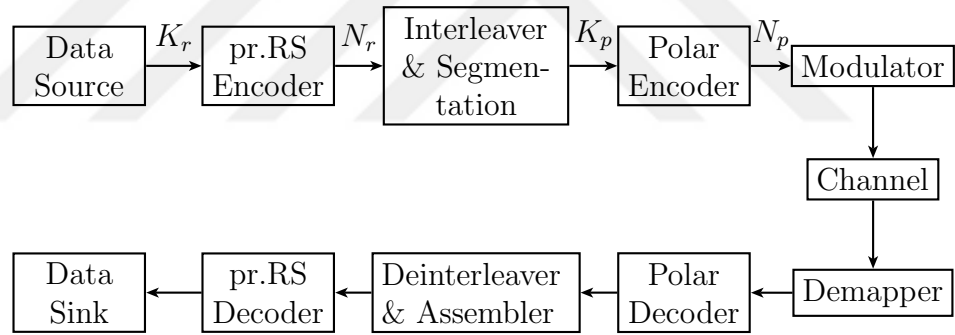 Data
Source
K_r
pr.RS
Encoder
N_r
Interleaver
& Segmen-
tation
K_p
Polar
Encoder
N_p
Modulator
Channel
Data
Sink
pr.RS
Decoder
Deinterleaver
& Assembler
Polar
Decoder
Demapper